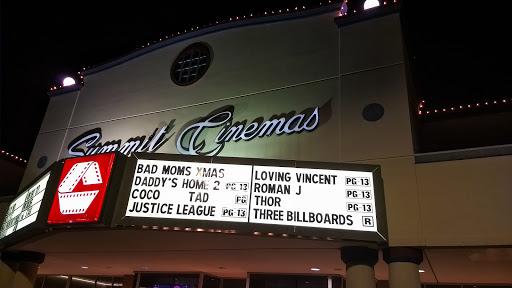 Summit Cinemas
BAD MOMS XMAS
DADDY'S HOME 2 PG 13
COCO TAD PG
JUSTICE LEAGUE PG 13
LOVING VINCENT PG 13
ROMAN J PG 13
THOR PG 13
THREE BILLBOARDS R